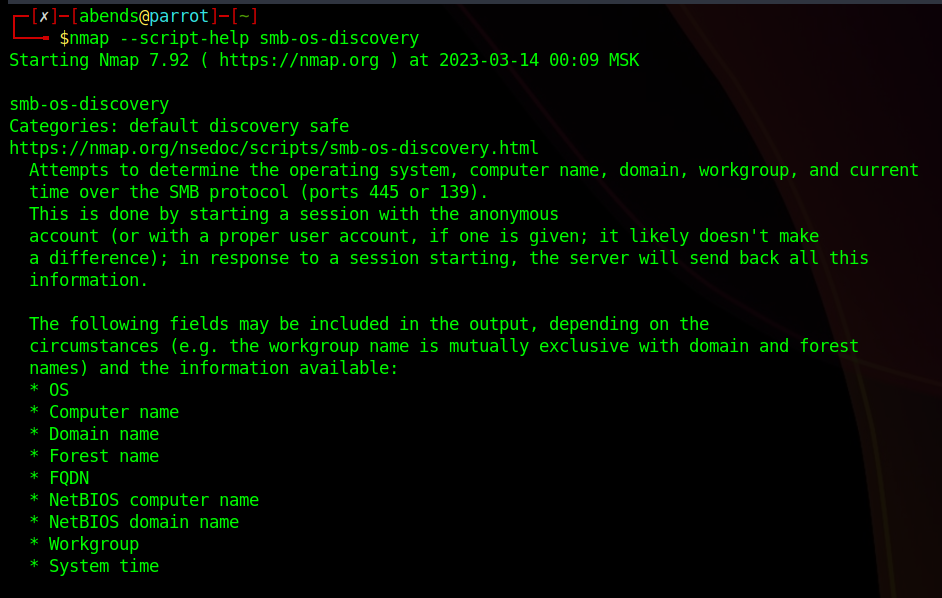 ┌─[✗]─[abends@parrot]─[~]
└──╼ $nmap --script-help smb-os-discovery
Starting Nmap 7.92 ( https://nmap.org ) at 2023-03-14 00:09 MSK

smb-os-discovery
Categories: default discovery safe
https://nmap.org/nsedoc/scripts/smb-os-discovery.html
  Attempts to determine the operating system, computer name, domain, workgroup, and current
  time over the SMB protocol (ports 445 or 139).
  This is done by starting a session with the anonymous
  account (or with a proper user account, if one is given; it likely doesn't make
  a difference); in response to a session starting, the server will send back all this
  information.

  The following fields may be included in the output, depending on the
  circumstances (e.g. the workgroup name is mutually exclusive with domain and forest
  names) and the information available:
  * OS
  * Computer name
  * Domain name
  * Forest name
  * FQDN
  * NetBIOS computer name
  * NetBIOS domain name
  * Workgroup
  * System time